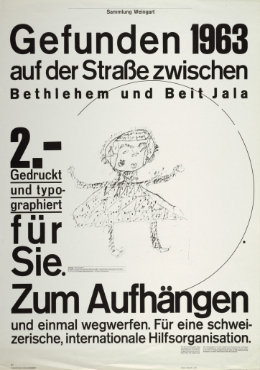 Sammlung Weingart
Gefunden 1963
auf der Straße zwischen
Bethlehem und Beit Jala
2.–
Gedruckt
und typo-
graphiert
für
Sie.
Zum Aufhängen
und einmal wegwerfen. Für eine schwei-
zerische, internationale Hilfsorganisation.